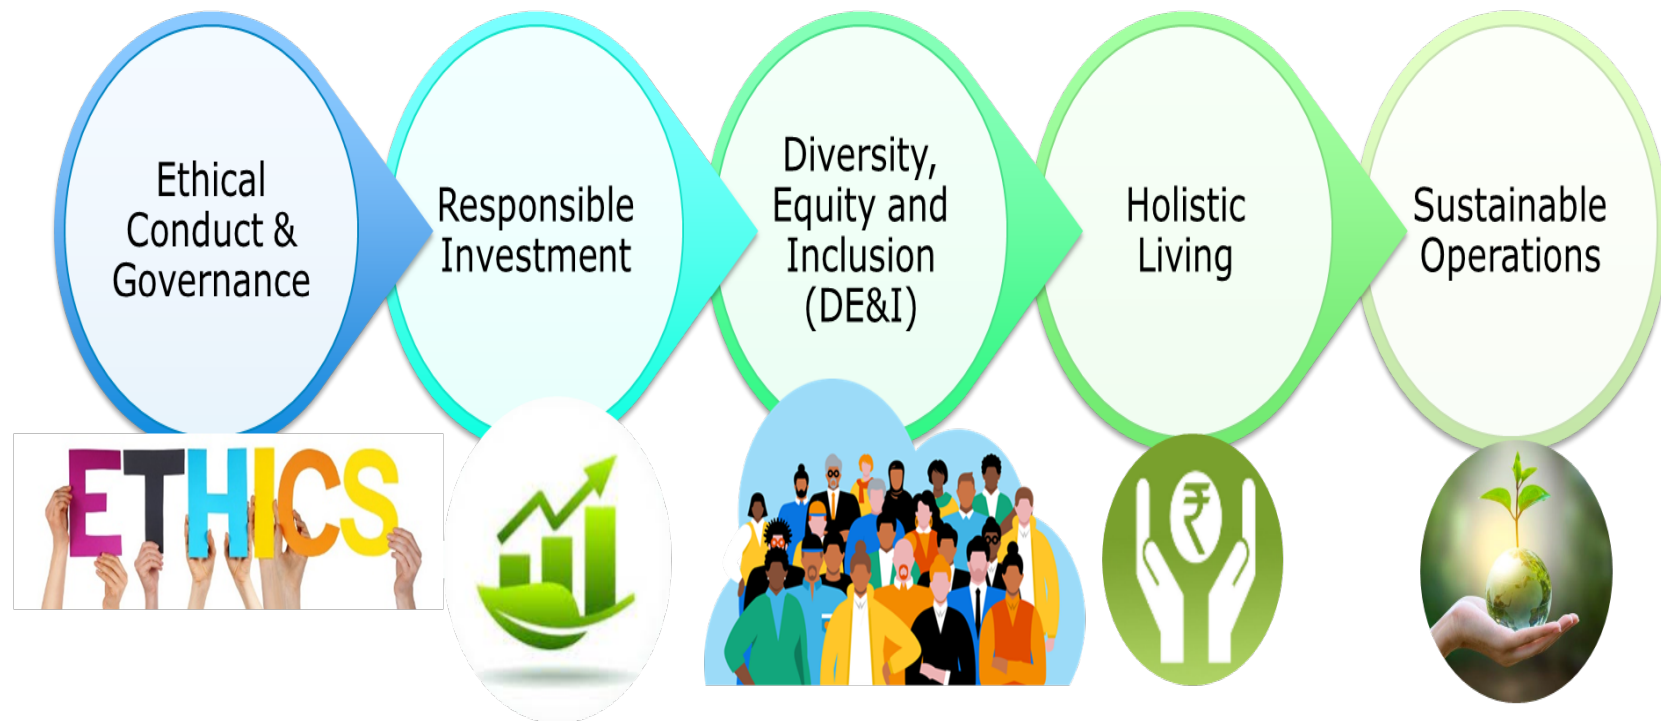 Ethical
Conduct &
Governance
Responsible
Investment
Diversity,
Equity and
Inclusion
(DE&I)
Holistic
Living
Sustainable
Operations
ETHICS
₹